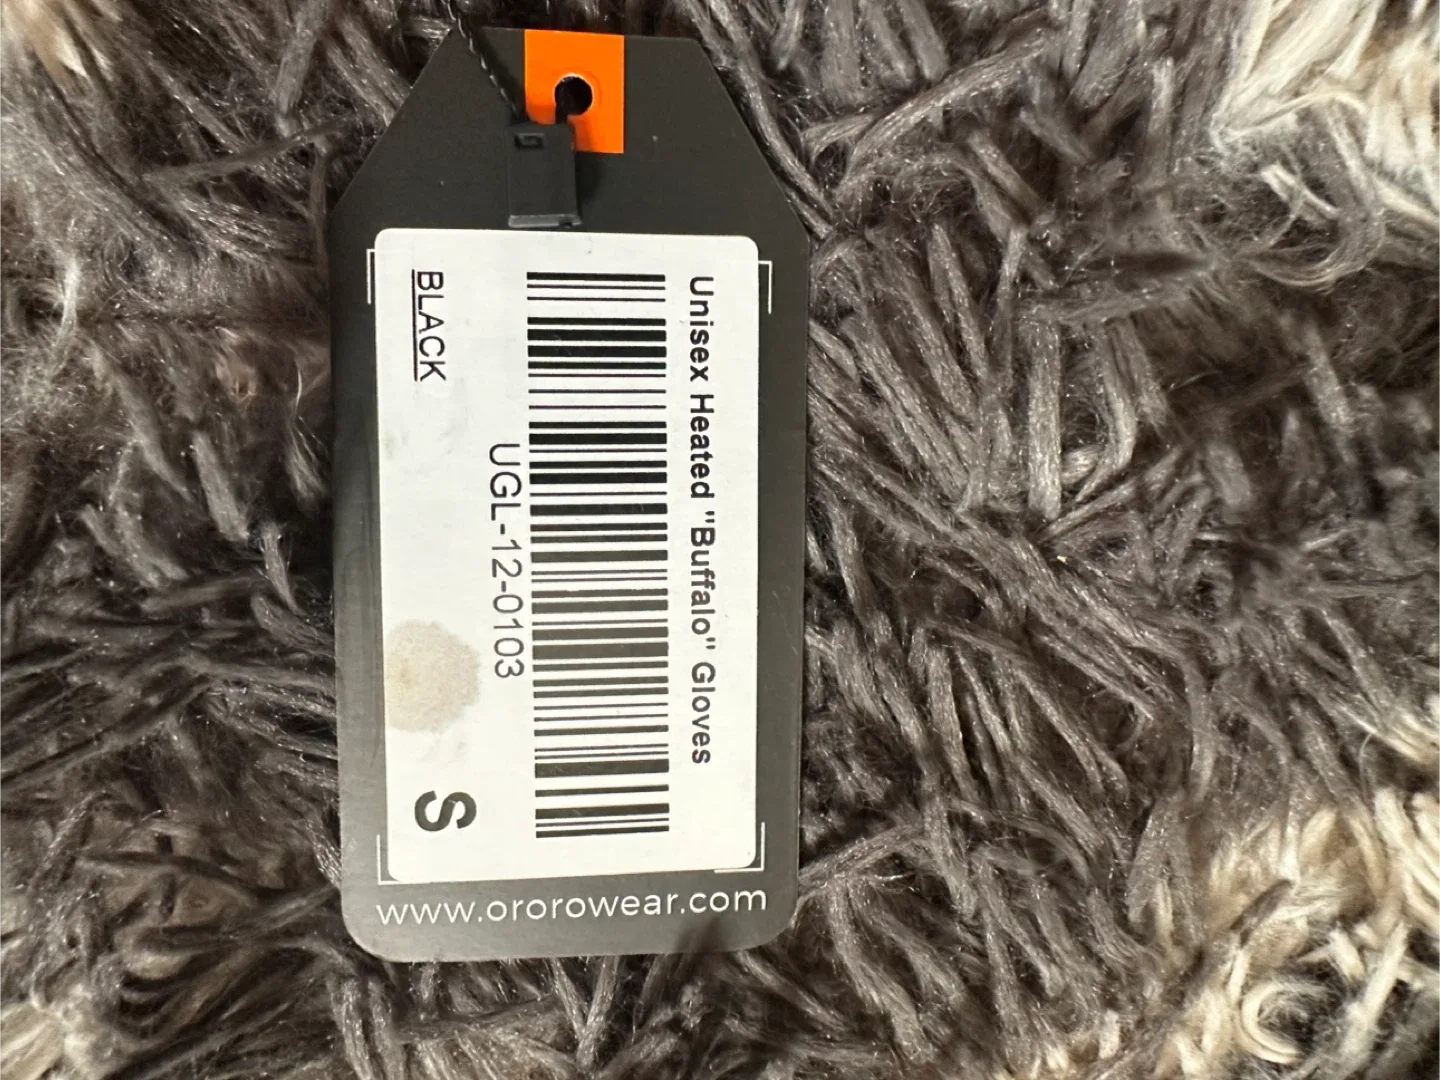 Unisex Heated "Buffalo" Gloves
UGL-12-0103
BLACK
S
www.ororowear.com